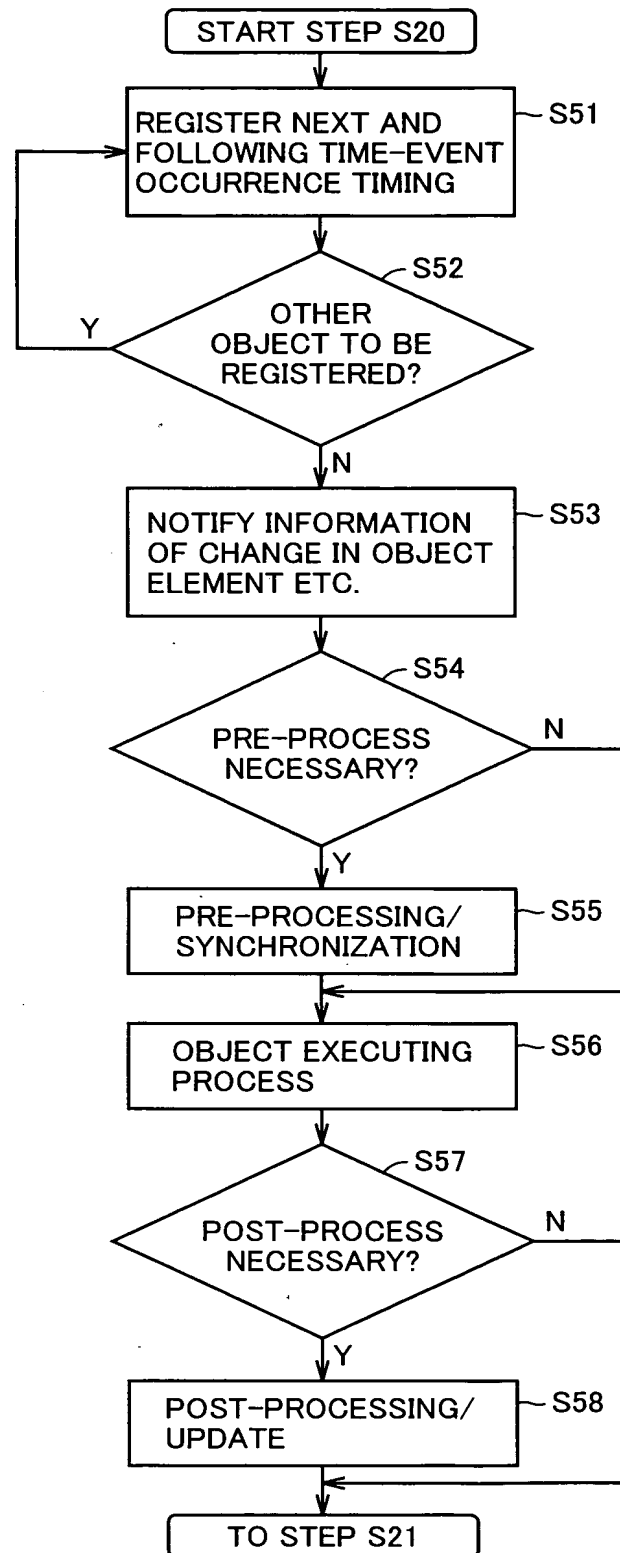 START STEP S20
S51
REGISTER NEXT AND
FOLLOWING TIME-EVENT
OCCURRENCE TIMING
S52
Y
OTHER
OBJECT TO BE
REGISTERED?
N
S53
NOTIFY INFORMATION
OF CHANGE IN OBJECT
ELEMENT ETC.
S54
N
PRE-PROCESS
NECESSARY?
Y
S55
PRE-PROCESSING/
SYNCHRONIZATION
S56
OBJECT EXECUTING
PROCESS
S57
N
POST-PROCESS
NECESSARY?
Y
S58
POST-PROCESSING/
UPDATE
TO STEP S21